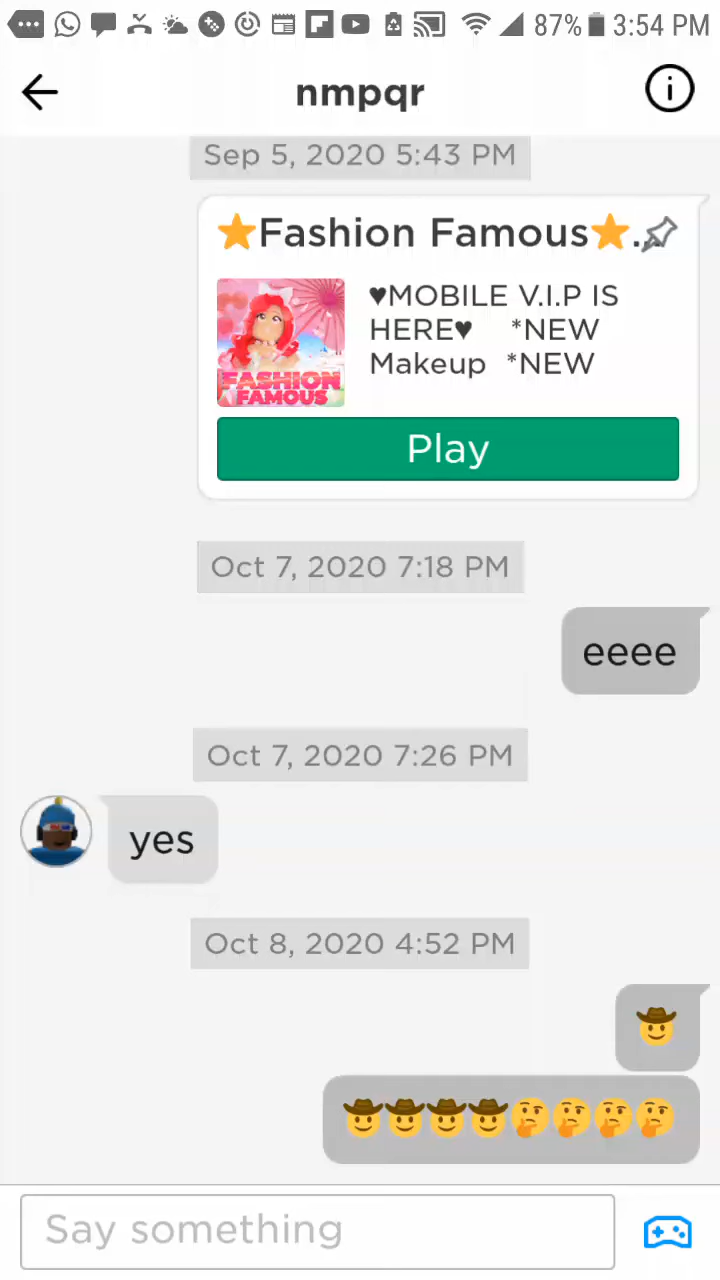 87% 3:54 PM
nmpqr
Sep 5, 2020 5:43 PM
⭐Fashion Famous⭐..
♥MOBILE V.I.P IS
HERE♥ *NEW
Makeup *NEW
FASHION
FAMOUS
Play
Oct 7, 2020 7:18 PM
eeee
Oct 7, 2020 7:26 PM
yes
Oct 8, 2020 4:52 PM
🤠
🤠🤠🤠🤠🤔🤔🤔🤔
Say something